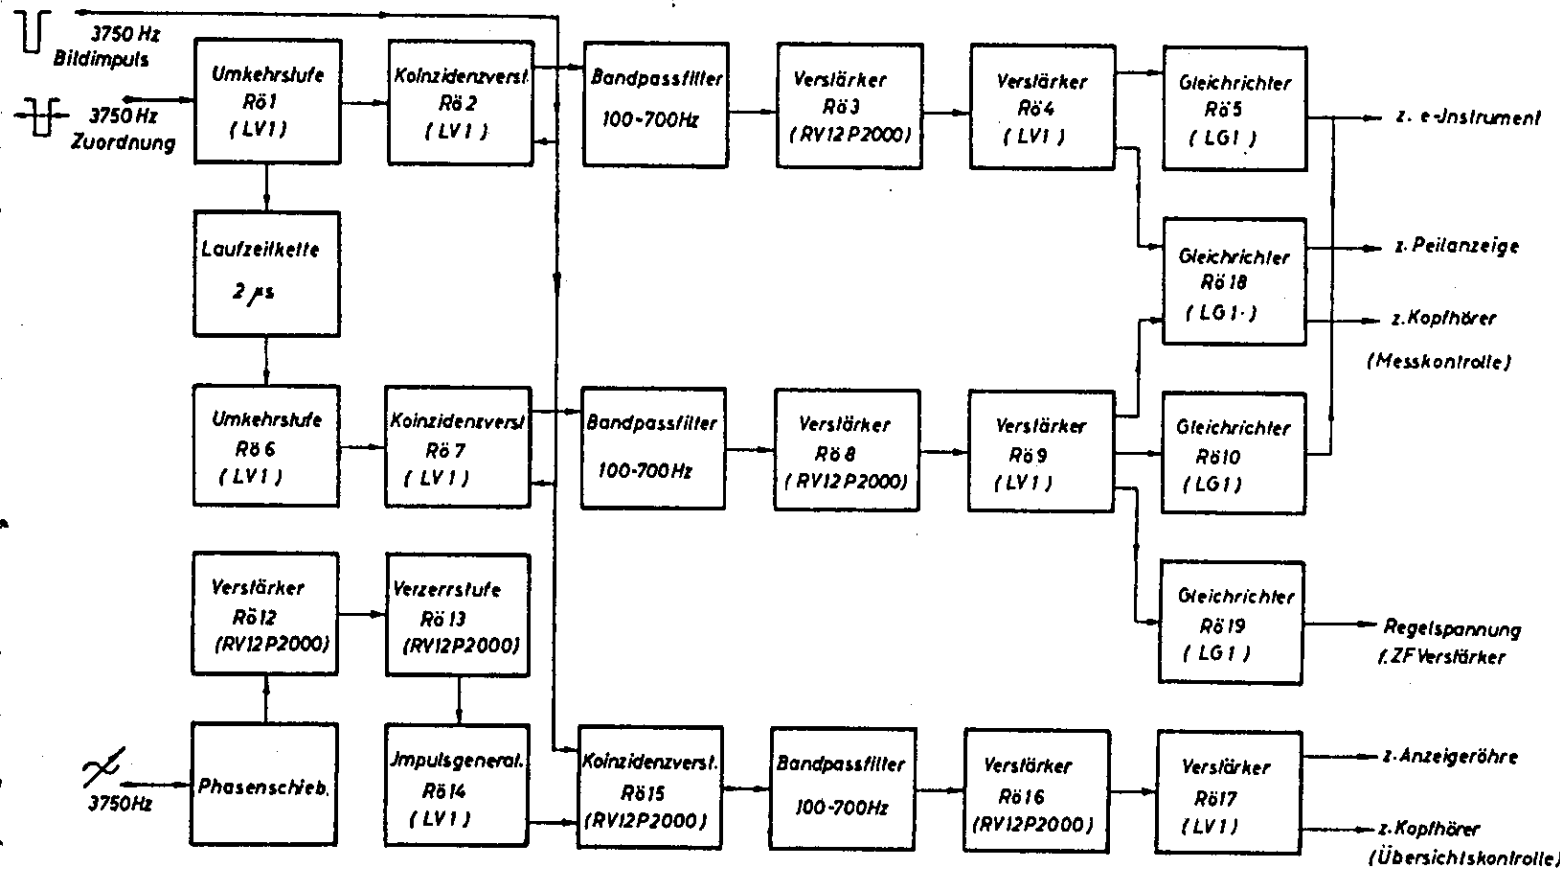 3750 Hz
Bildimpuls
3750 Hz
Zuordnung
Umkehrstufe
Rö1
(LV1)
Koinzidenzverst.
Rö2
(LV1)
Bandpassfilter
100-700Hz
Verstärker
Rö3
(RV12P2000)
Verstärker
Rö4
(LV1)
Gleichrichter
Rö5
(LG1)
z. e-Instrument
Laufzeitkette
2 µs
Gleichrichter
Rö18
(LG1.)
z. Peilanzeige
z. Kopfhörer
(Messkontrolle)
Umkehrstufe
Rö6
(LV1)
Koinzidenzverst
Rö7
(LV1)
Bandpassfilter
100-700Hz
Verstärker
Rö8
(RV12P2000)
Verstärker
Rö9
(LV1)
Gleichrichter
Rö10
(LG1)
Verstärker
Rö12
(RV12P2000)
Verzerrstufe
Rö13
(RV12P2000)
Gleichrichter
Rö19
(LG1)
Regelspannung
f. ZF Verstärker
3750Hz
Phasenschieb.
Jmpulsgenerat.
Rö14
(LV1)
Koinzidenzverst.
Rö15
(RV12P2000)
Bandpassfilter
100-700Hz
Verstärker
Rö16
(RV12P2000)
Verstärker
Rö17
(LV1)
z. Anzeigeröhre
z. Kopfhörer
(Übersichtskontrolle)